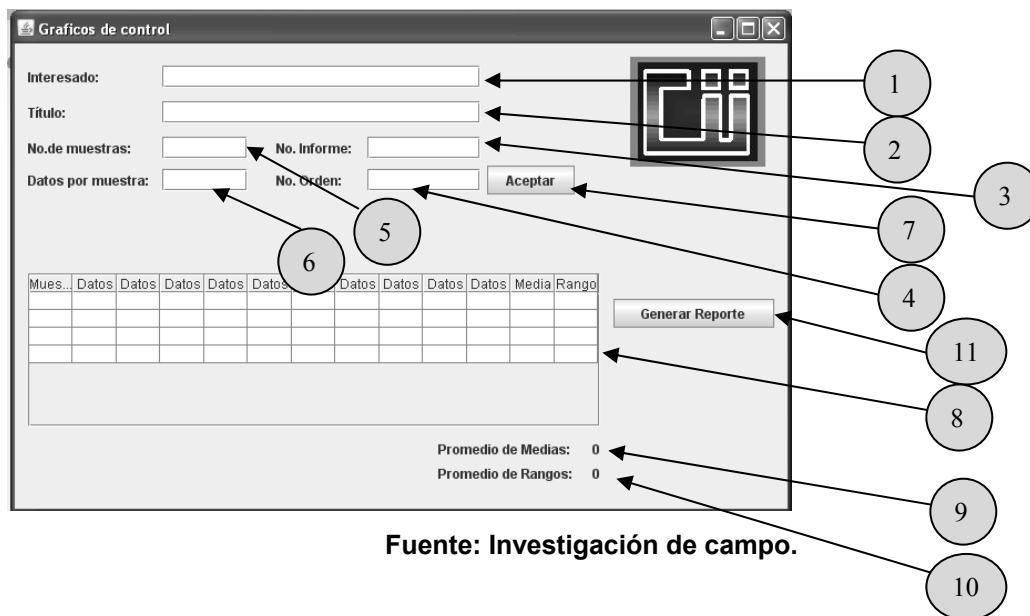 Graficos de control
Interesado:
1
Título:
2
No.de muestras: No. Informe:
3
Datos por muestra: No. Orden: Aceptar
5 7
6
4
Mues... Datos Datos Datos Datos Datos Datos Datos Datos Datos Media Rango
Generar Reporte
11
8
Promedio de Medias: 0
Promedio de Rangos: 0
9
Fuente: Investigación de campo.
10